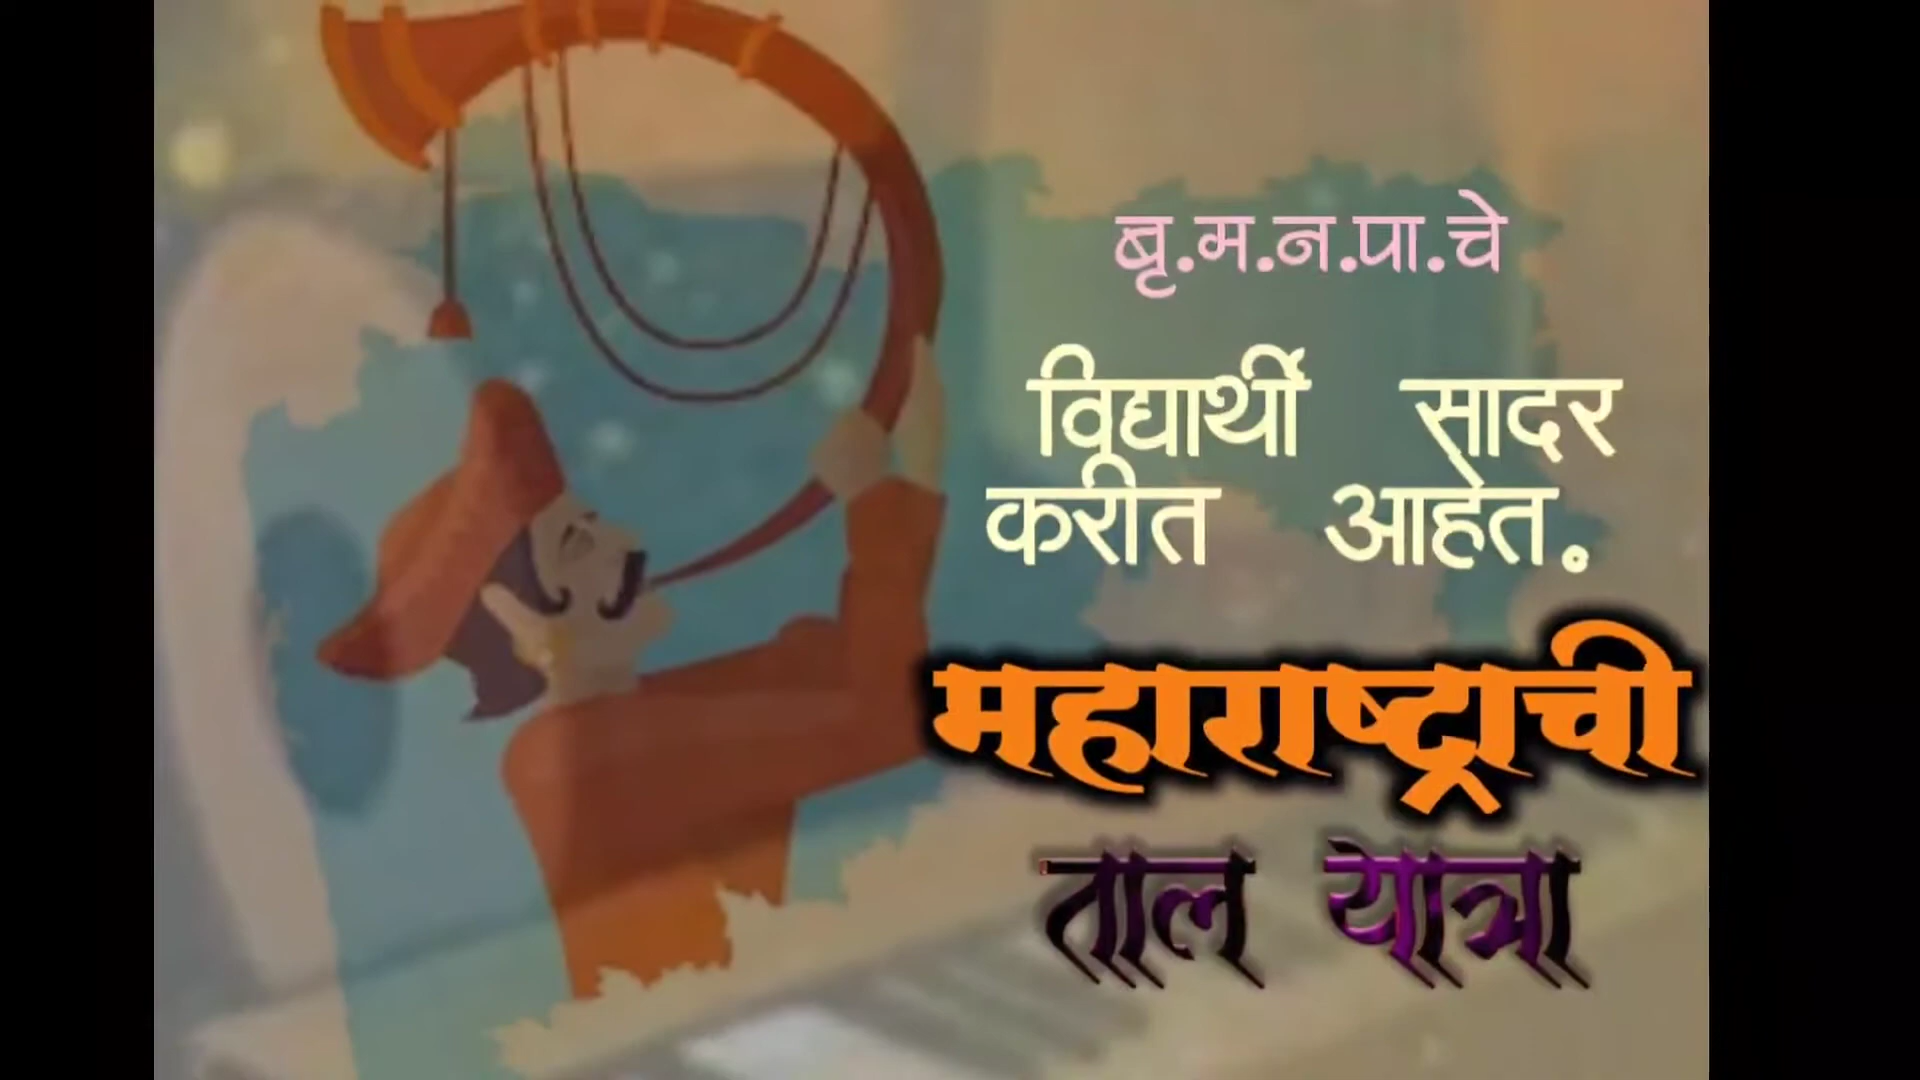 बृ.म.न.पा.चे
विद्यार्थी सादर
करीत आहेत.
महाराष्ट्राची
ताल यात्रा